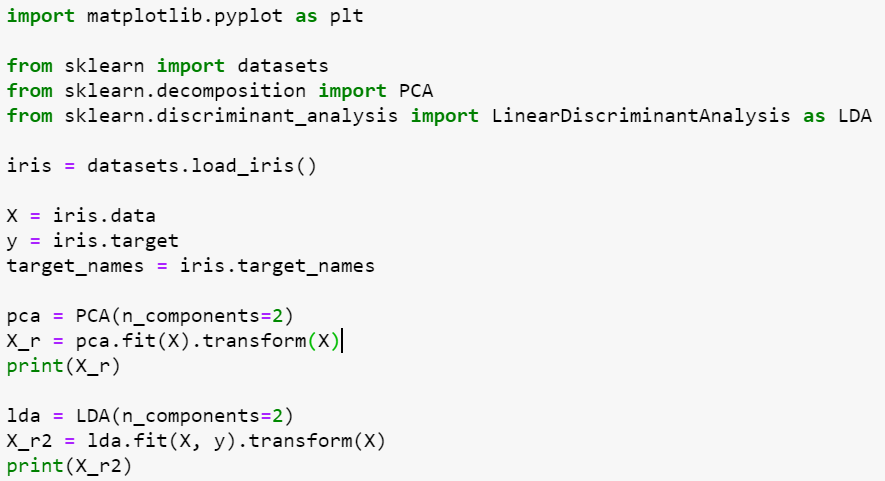 import matplotlib.pyplot as plt
from sklearn import datasets
from sklearn.decomposition import PCA
from sklearn.discriminant_analysis import LinearDiscriminantAnalysis as LDA
iris = datasets.load_iris()
X = iris.data
y = iris.target
target_names = iris.target_names
pca = PCA(n_components=2)
X_r = pca.fit(X).transform(X)
print(X_r)
lda = LDA(n_components=2)
X_r2 = lda.fit(X, y).transform(X)
print(X_r2)